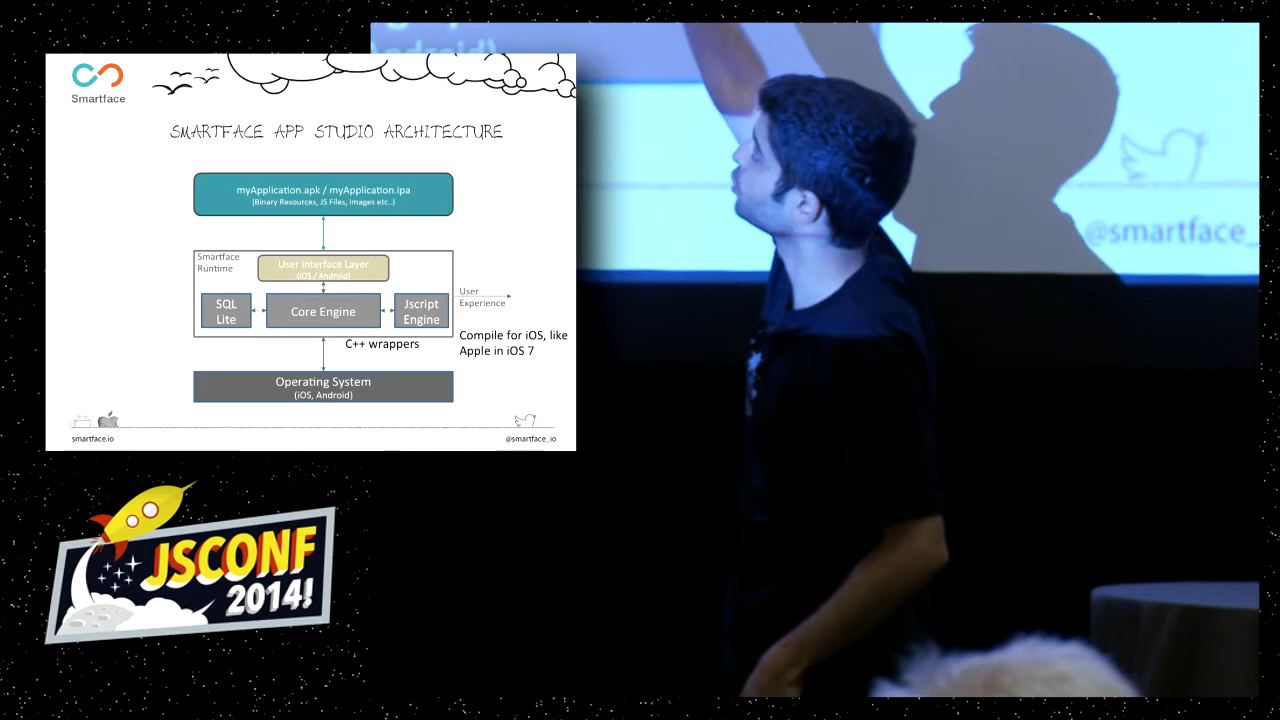 Smartface
SMARTFACE APP STUDIO ARCHITECTURE
myApplication.apk / myApplication.ipa
(Binary Resources, JS Files, Images etc..)
Smartface
Runtime
User Interface Layer
(iOS / Android)
SQL
Lite
Core Engine
Jscript
Engine
User
Experience
C++ wrappers
Compile for iOS, like
Apple in iOS 7
Operating System
(iOS, Android)
smartface.io
@smartface_io
Android)
@smartface_
JSCONF
2014!